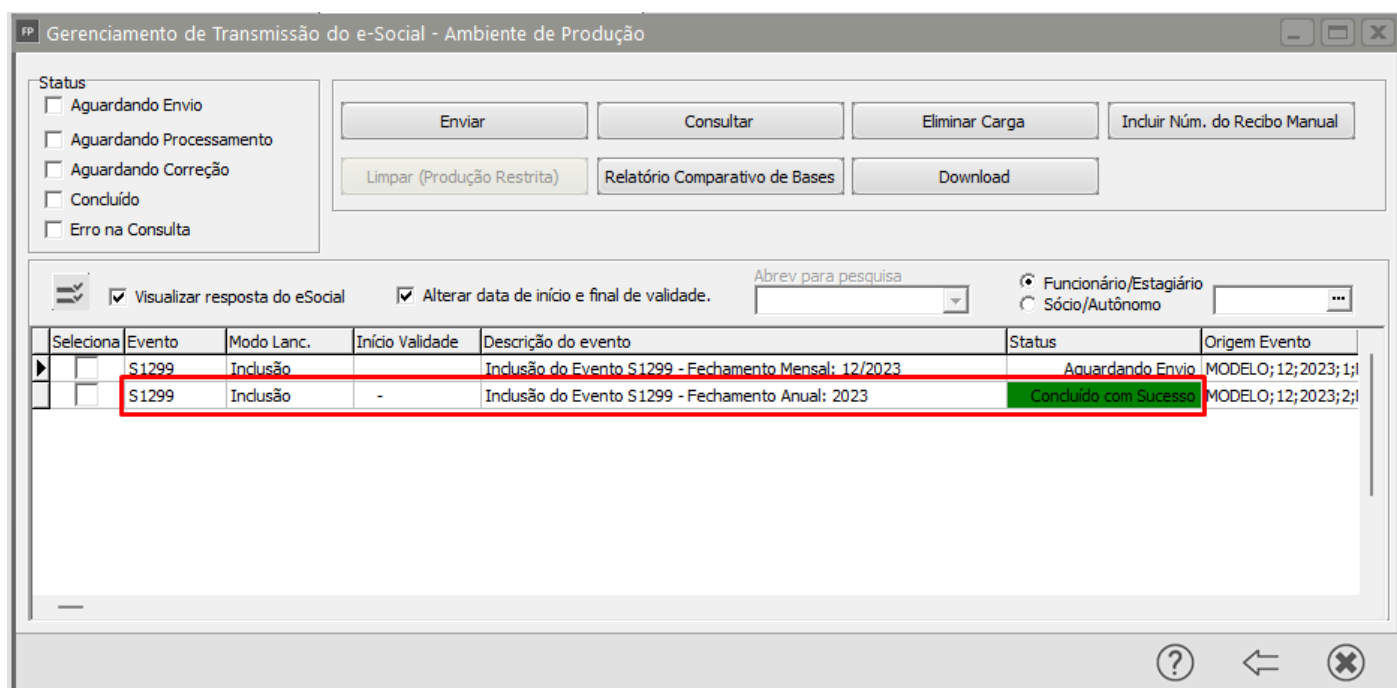 FP Gerenciamento de Transmissão do e-Social - Ambiente de Produção
Status
Aguardando Envio
Aguardando Processamento
Aguardando Correção
Concluído
Erro na Consulta
Enviar Consultar Eliminar Carga Incluir Núm. do Recibo Manual
Limpar (Produção Restrita) Relatório Comparativo de Bases Download
Visualizar resposta do eSocial Alterar data de início e final de validade. Abrev para pesquisa Funcionário/Estagiário
Sócio/Autônomo ...
Seleciona Evento Modo Lanc. Início Validade Descrição do evento Status Origem Evento
S1299 Inclusão Inclusão do Evento S1299 - Fechamento Mensal: 12/2023 Aguardando Envio MODELO;12;2023;1;
S1299 Inclusão - Inclusão do Evento S1299 - Fechamento Anual: 2023 Concluído com Sucesso MODELO;12;2023;2;